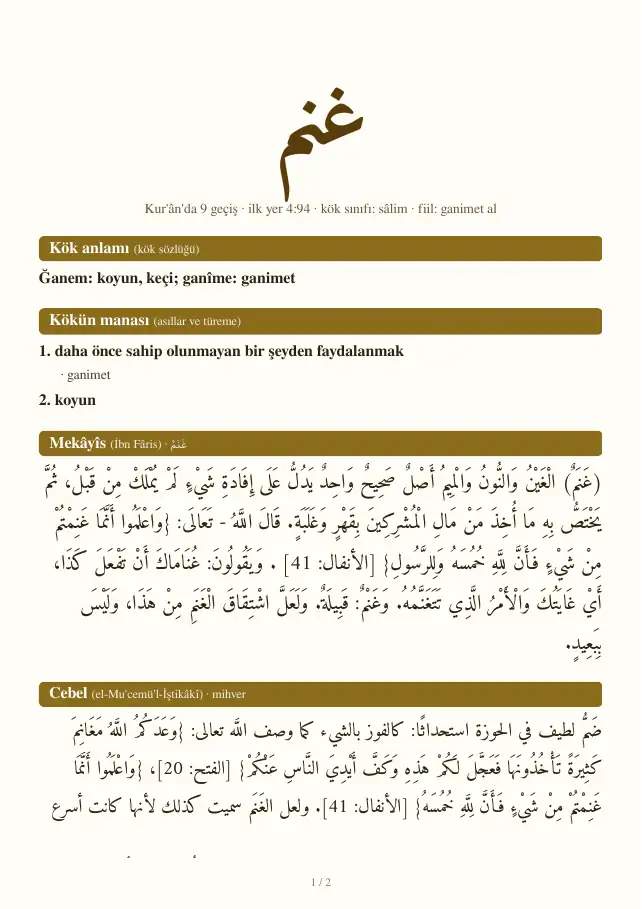 غنم
Kur'ân'da 9 geçiş · ilk yer 4:94 · kök sınıfı: sâlim · fiil: ganimet al
Kök anlamı (kök sözlüğü)
Ğanem: koyun, keçi; ganîme: ganimet
Kökün manası (asıllar ve türeme)
1. daha önce sahip olunmayan bir şeyden faydalanmak
· ganimet
2. koyun
Mekâyîs (İbn Fâris) · غَنَمَ
(غَنَمٌ) الْغَيْنُ وَالنُّونُ وَالْمِيمُ أَصْلٌ صَحِيحٌ وَاحِدٌ يَدُلُّ عَلَى إِفَادَةِ شَيْءٍ لَمْ يُمْلَكْ مِنْ قَبْلُ، ثُمَّ
يَخْتَصُّ بِهِ مَا أُخِذَ مَنْ مَالِ الْمُشْرِكِينَ بِقَهْرٍ وَغَلَبَةٍ. قَالَ اللَّهُ - تَعَالَى: {وَاعْلَمُوا أَنَّمَا غَنِمْتُمْ
مِنْ شَيْءٍ فَأَنَّ لِلَّهِ خُمُسَهُ وَلِلرَّسُولِ} [الأنفال: 41] . وَيَقُولُونَ: غُنَامَاكَ أَنْ تَفْعَلَ كَذَا،
أَيْ غَايَتُكَ وَالْأَمْرُ الَّذِي تَتَغَنَّمُهُ. وَغَنْمٌ: قَبِيلَةٌ. وَلَعَلَّ اشْتِقَاقَ الْغَنَمِ مِنْ هَذَا، وَلَيْسَ
بِبَعِيدٍ.
Cebel (el-Mu'cemü'l-İştikâkî) · mihver
ضَمُّ لطيف في الحوزة استحداثًا: كالفوز بالشيء كما وصف اللَّه تعالى: {وَعَدَكُمُ اللَّهُ مَغَانِمَ
كَثِيرَةً تَأْخُذُونَهَا فَعَجَّلَ لَكُمْ هَذِهِ وَكَفَّ أَيْدِيَ النَّاسِ عَنْكُمْ} [الفتح: 20]، {وَاعْلَمُوا أَنَّمَا
غَنِمْتُمْ مِنْ شَيْءٍ فَأَنَّ لِلَّهِ خُمُسَهُ} [الأنفال: 41]. ولعل الغَنَم سميت كذلك لأنها كانت أسرع
1 / 2